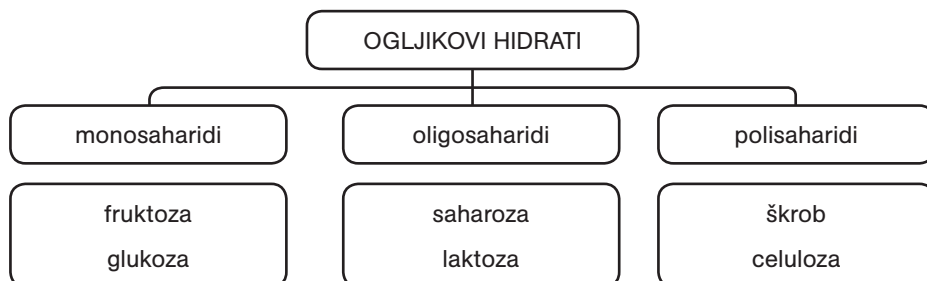 OGLJIKOVI HIDRATI
monosaharidi
oligosaharidi
polisaharidi
fruktoza
glukoza
saharoza
laktoza
škrob
celuloza